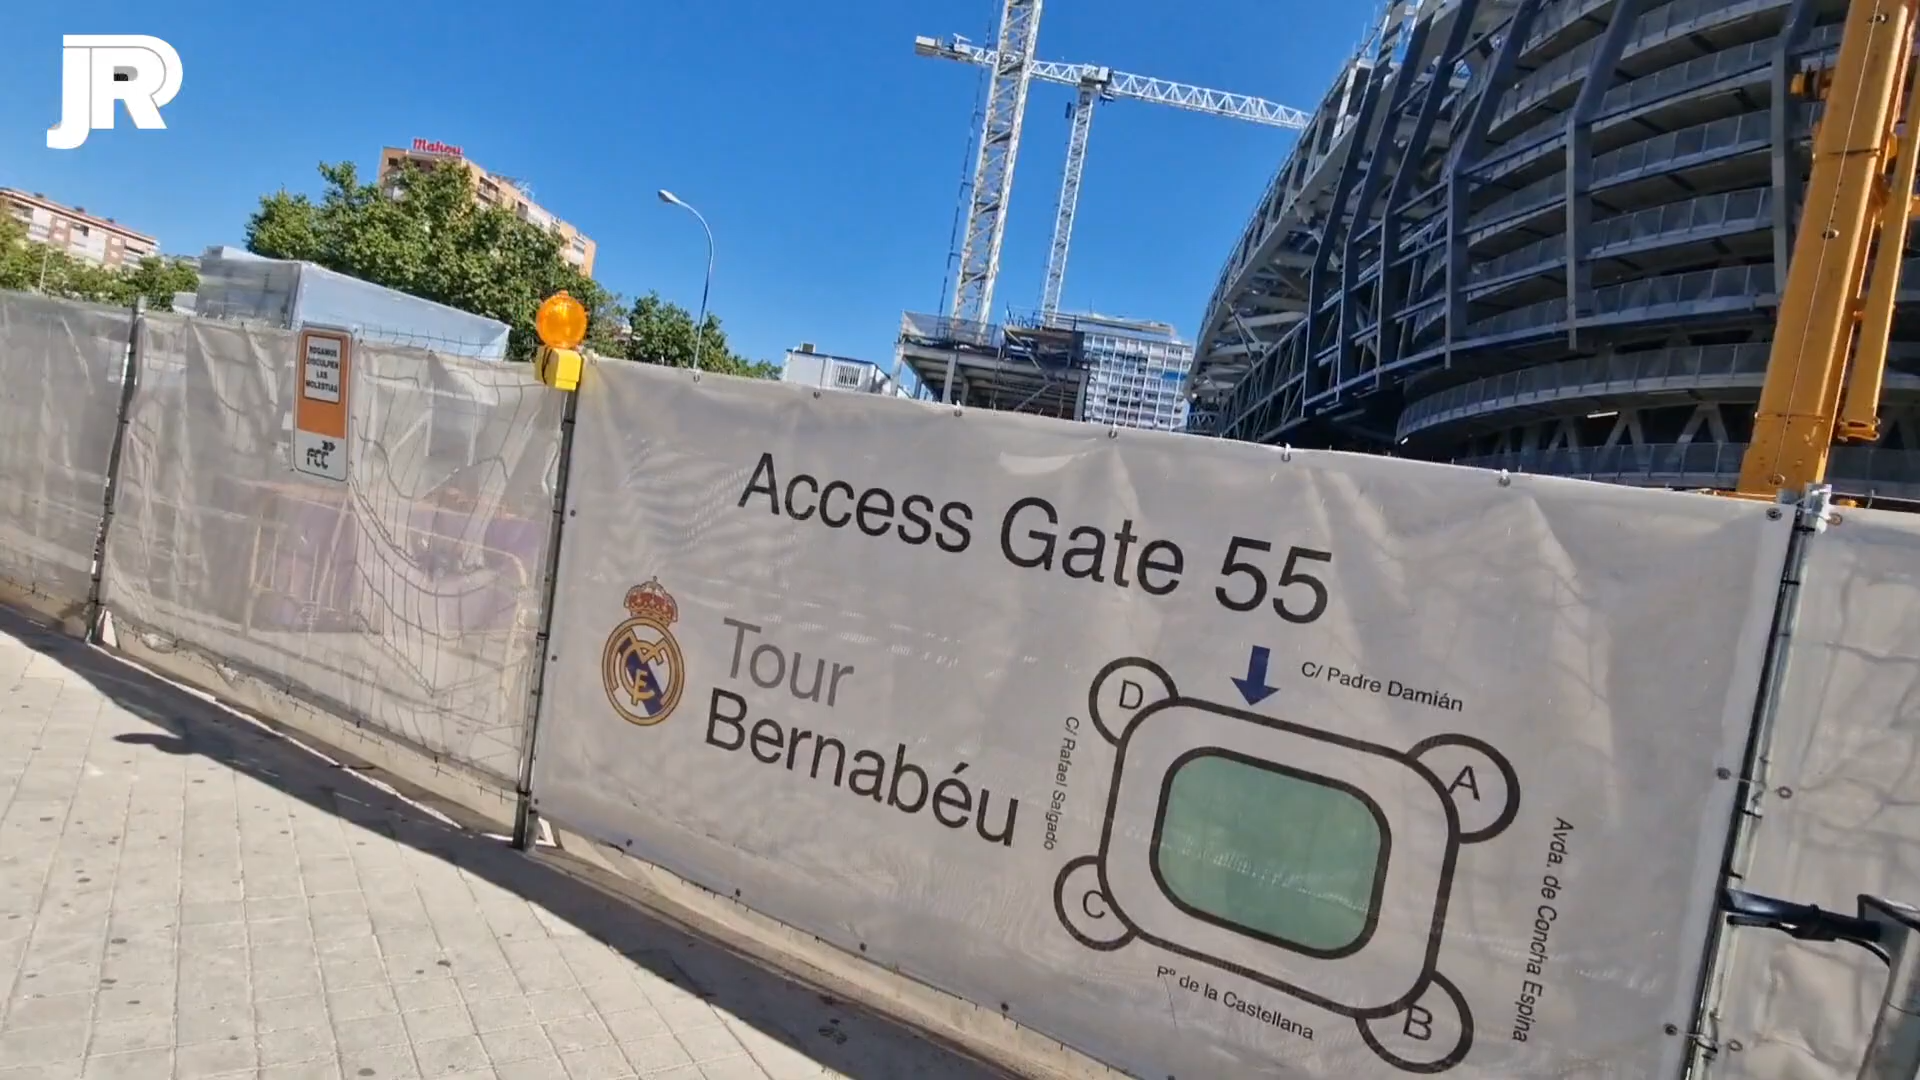 JR
Mahou
ROGAMOS
DISCULPEN
LAS
MOLESTIAS
FCC
Access Gate 55
Tour
Bernabéu
C/ Padre Damián
D
A
C/ Rafael Salgado
Avda. de Concha Espina
C
B
Pº de la Castellana